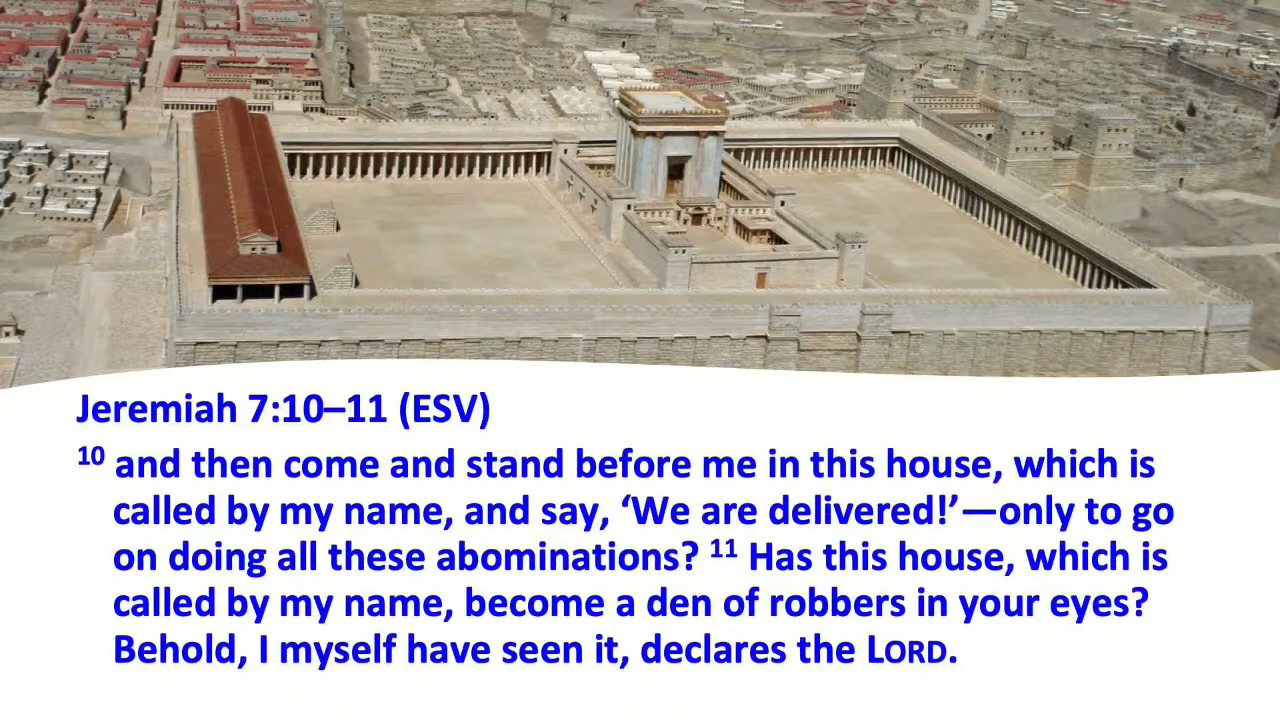 Jeremiah 7:10–11 (ESV)
10 and then come and stand before me in this house, which is
called by my name, and say, ‘We are delivered!’—only to go
on doing all these abominations? 11 Has this house, which is
called by my name, become a den of robbers in your eyes?
Behold, I myself have seen it, declares the LORD.